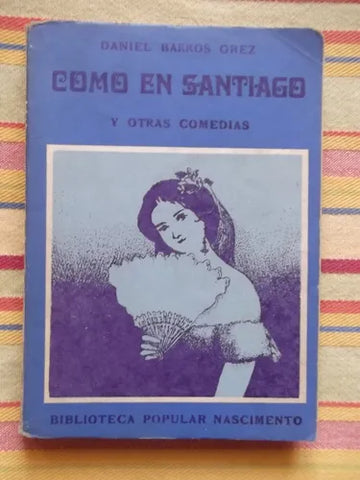 DANIEL BARROS GREZ
COMO EN SANTIAGO
Y OTRAS COMEDIAS
BIBLIOTECA POPULAR NASCIMENTO